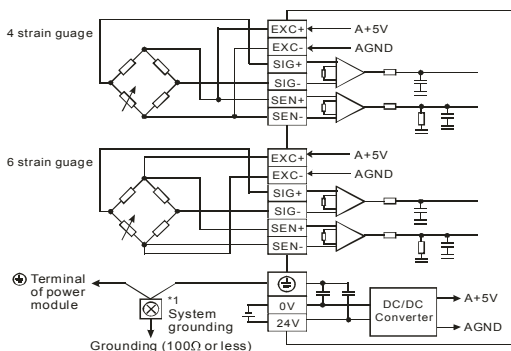 4 strain guage
EXC+
EXC-
SIG+
SIG-
SEN+
SEN-
A+5V
AGND
6 strain guage
EXC+
EXC-
SIG+
SIG-
SEN+
SEN-
A+5V
AGND
Terminal
of power
module
*1
System
grounding
Grounding (100Ω or less)
0V
24V
DC/DC
Converter
A+5V
AGND